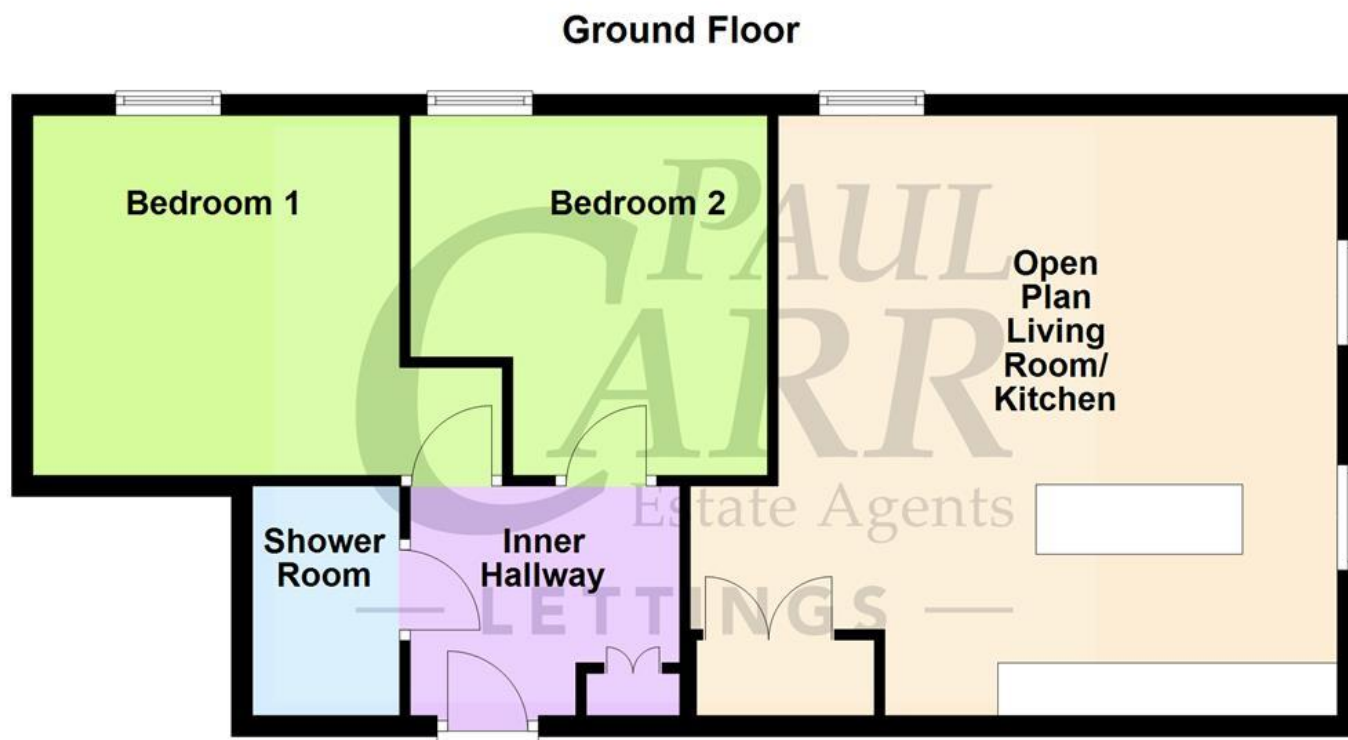 Ground Floor
Bedroom 1
Bedroom 2
PAUL
CARR
Estate Agents
LETTINGS
Open
Plan
Living
Room/
Kitchen
Shower
Room
Inner
Hallway